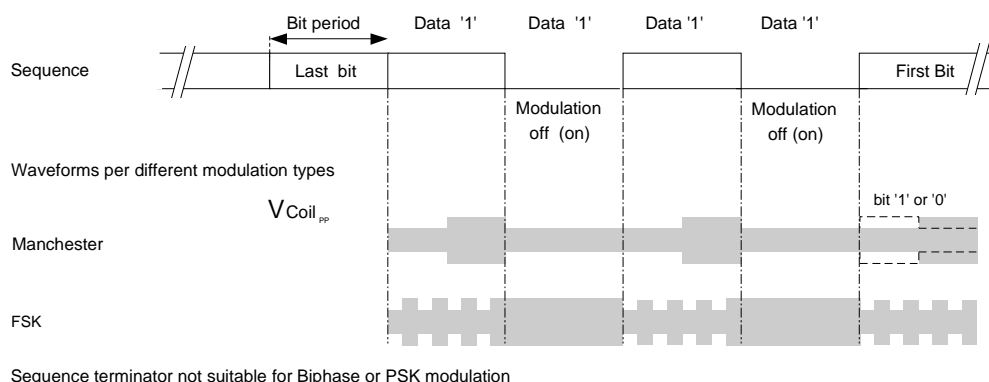 Bit period Data '1' Data '1' Data '1' Data '1'
Sequence Last bit First Bit
Modulation off (on) Modulation off (on)
Waveforms per different modulation types
VCoil PP
bit '1' or '0'
Manchester
FSK
Sequence terminator not suitable for Biphase or PSK modulation